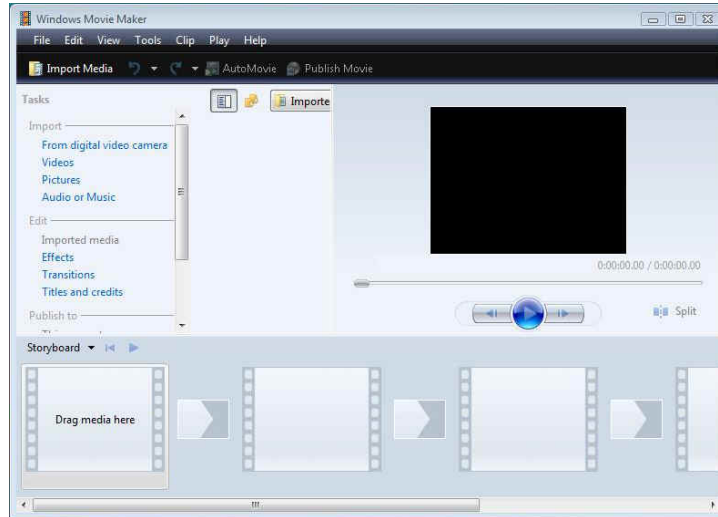 Windows Movie Maker
File Edit View Tools Clip Play Help
Import Media AutoMovie Publish Movie
Tasks
Importe
Import
From digital video camera
Videos
Pictures
Audio or Music
Edit
Imported media
Effects
Transitions
Titles and credits
0:00:00.00 / 0:00:00.00
Split
Publish to
Storyboard
Drag media here